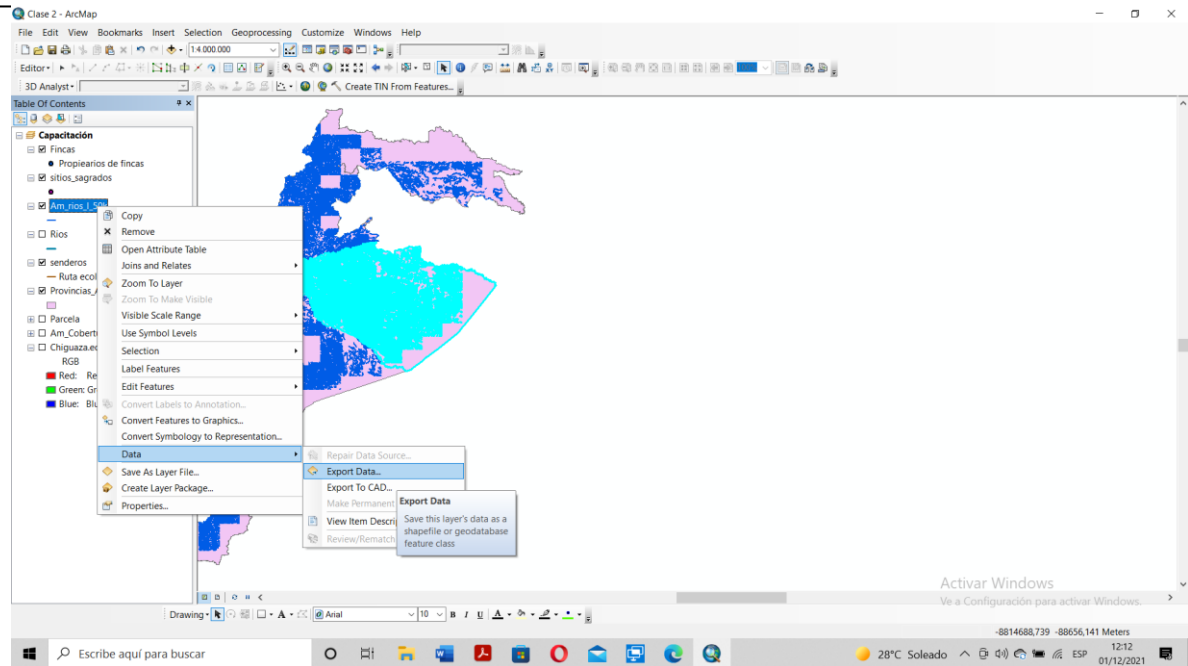 Clase 2 - ArcMap
File Edit View Bookmarks Insert Selection Geoprocessing Customize Windows Help
1:4.000.000
Editor
3D Analyst
Create TIN From Features...
Table Of Contents
Capacitación
Fincas
Propiearios de fincas
sitios_sagrados
Am_rios_l_50k
Rios
senderos
Ruta ecol
Provincias_A
Parcela
Am_Cobert
Chiguaza.ec
RGB
Red: Re
Green: Gr
Blue: Blu
Copy
Remove
Open Attribute Table
Joins and Relates
Zoom To Layer
Zoom To Make Visible
Visible Scale Range
Use Symbol Levels
Selection
Label Features
Edit Features
Convert Labels to Annotation...
Convert Features to Graphics...
Convert Symbology to Representation...
Data
Save As Layer File...
Create Layer Package...
Properties...
Repair Data Source...
Export Data...
Export To CAD...
Make Permanent
View Item Descri
Review/Rematch
Export Data
Save this layer's data as a
shapefile or geodatabase
feature class
Activar Windows
Ve a Configuración para activar Windows.
Drawing A Arial 10 B I U A
-8814688,739 -88656,141 Meters
Escribe aquí para buscar
28°C Soleado
ESP
12:12
01/12/2021